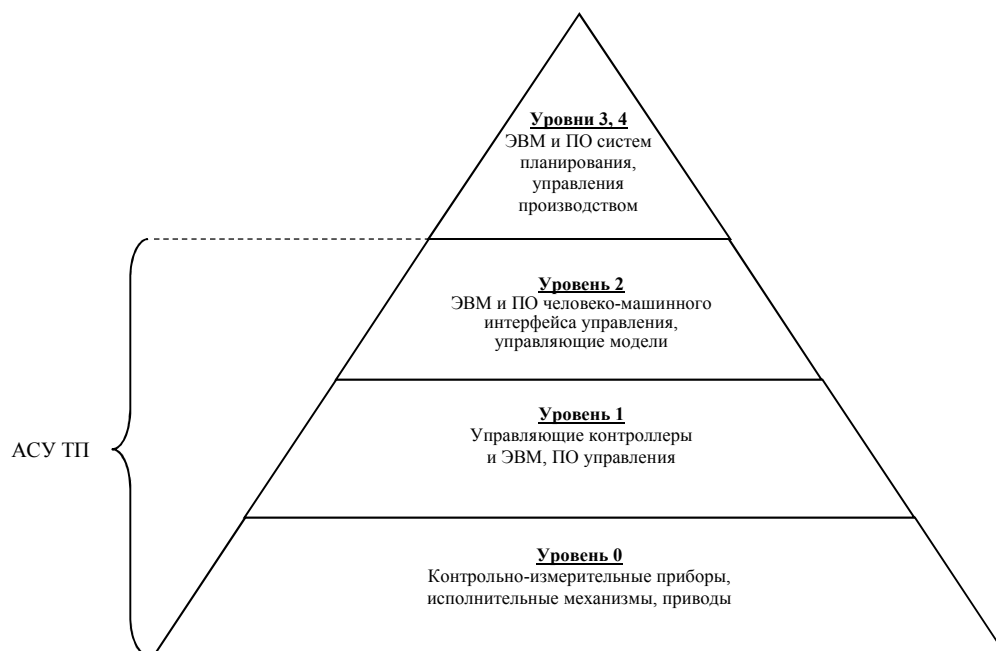 Уровни 3, 4
ЭВМ и ПО систем
планирования,
управления
производством
Уровень 2
ЭВМ и ПО человеко-машинного
интерфейса управления,
управляющие модели
Уровень 1
Управляющие контроллеры
и ЭВМ, ПО управления
АСУ ТП
Уровень 0
Контрольно-измерительные приборы,
исполнительные механизмы, приводы